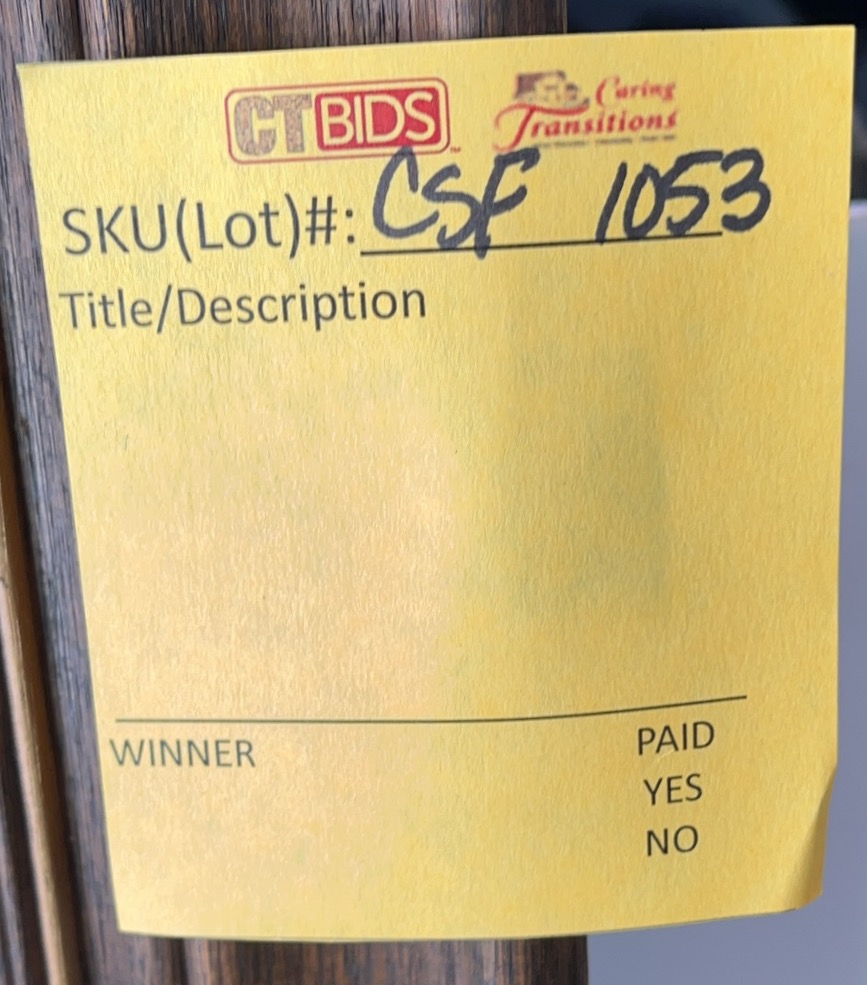 CTBIDS
Caring
Transitions
SKU(Lot)#: CSF 1053
Title/Description
WINNER
PAID
YES
NO